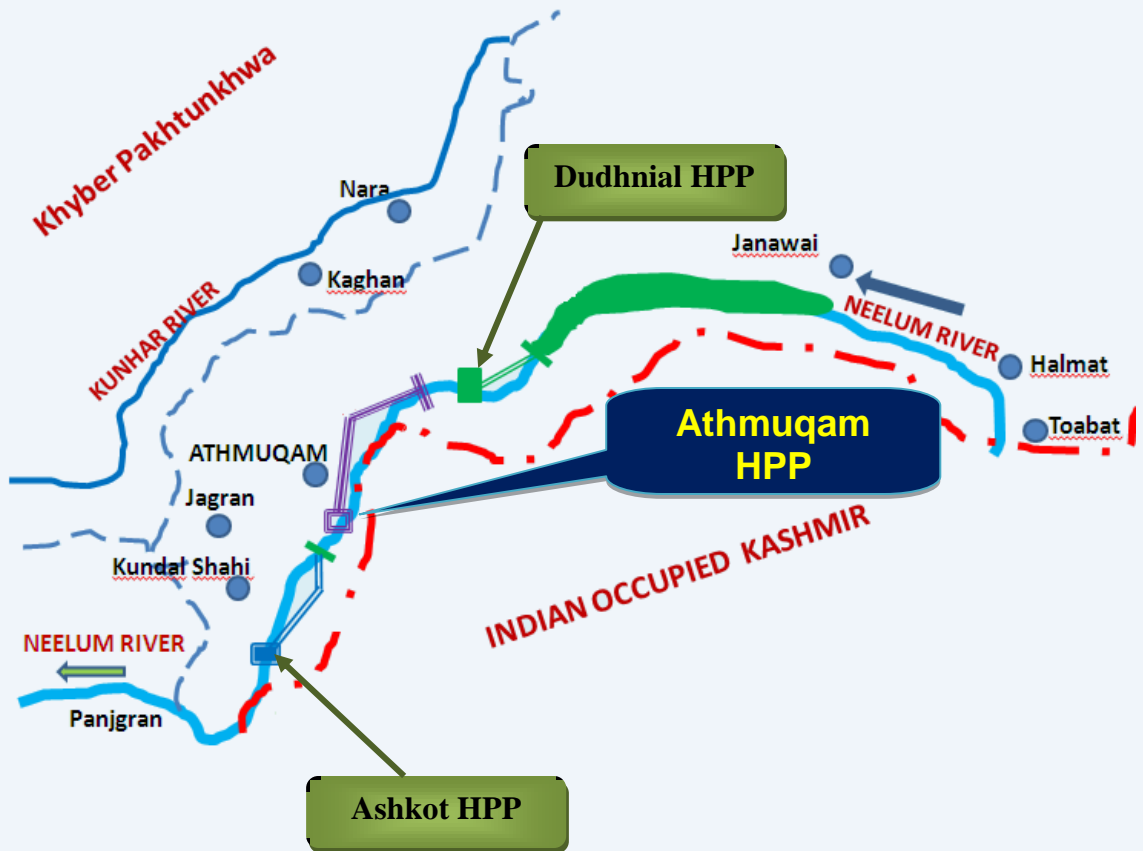 Khyber Pakhtunkhwa
Dudhnial HPP
Nara
Janawai
Kaghan
KUNHAR RIVER
NEELUM RIVER
Halmat
Athmuqam
HPP
Toabat
ATHMUQAM
Jagran
Kundal Shahi
INDIAN OCCUPIED KASHMIR
NEELUM RIVER
Panjgran
Ashkot HPP